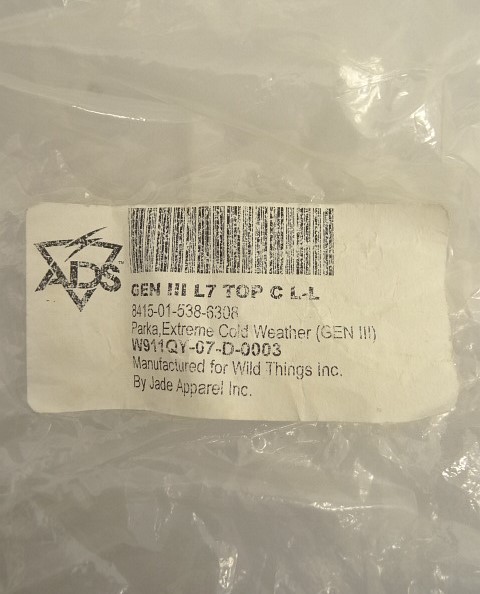 ADS
GEN III L7 TOP C L-L
8415-01-538-6308
Parka,Extreme Cold Weather (GEN III)
W911QY-07-D-0003
Manufactured for Wild Things Inc.
By Jade Apparel Inc.